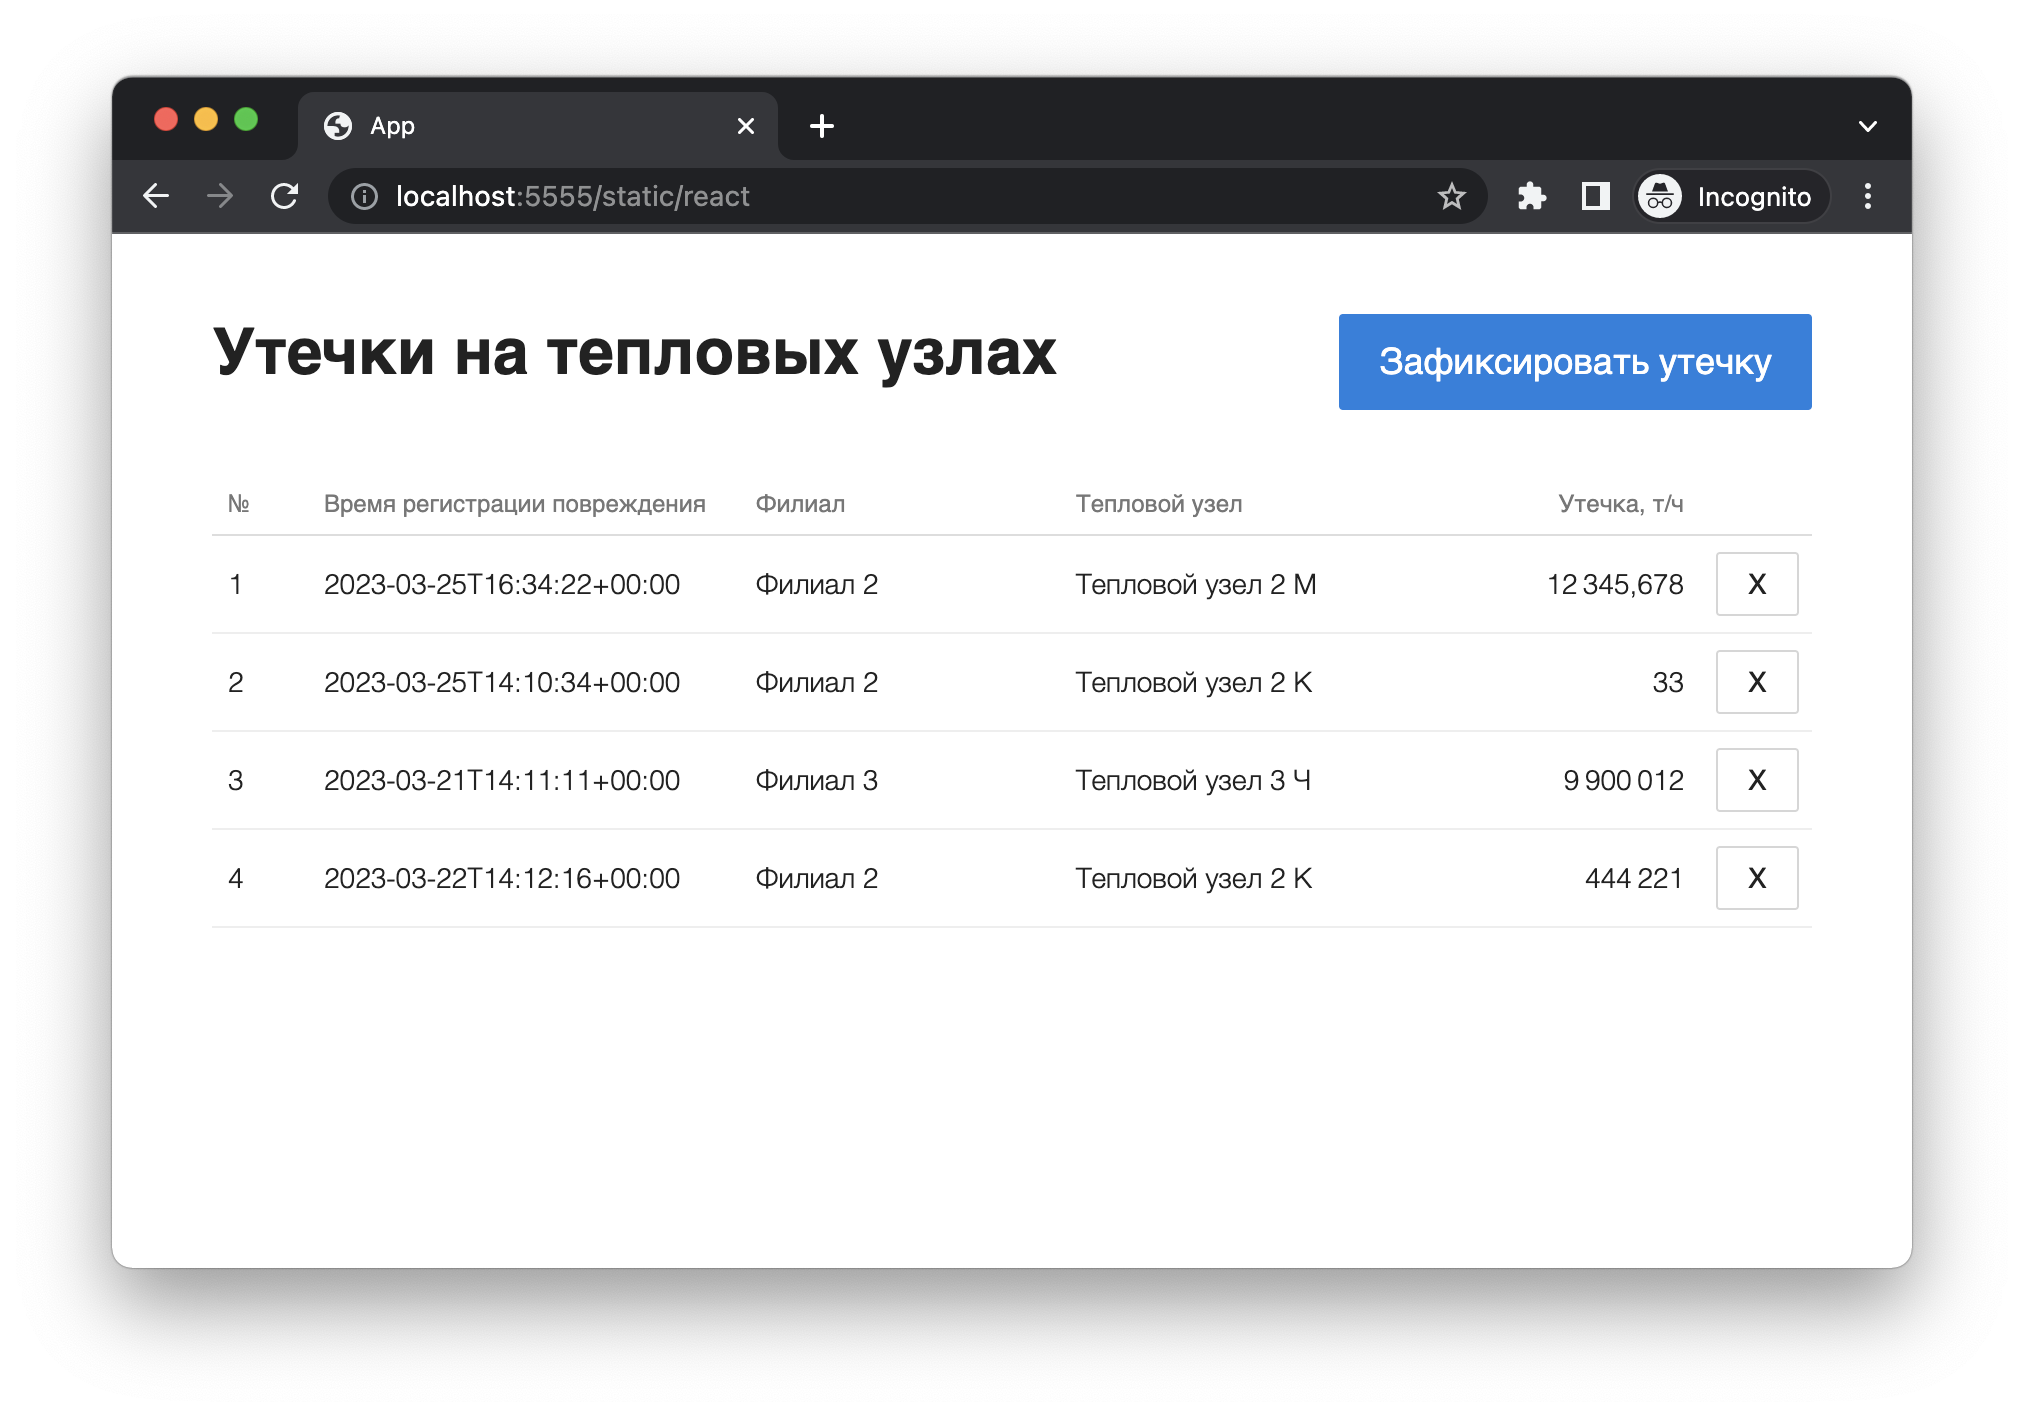 App
localhost:5555/static/react
Incognito
Утечки на тепловых узлах
Зафиксировать утечку
№ Время регистрации повреждения Филиал Тепловой узел Утечка, т/ч
1 2023-03-25T16:34:22+00:00 Филиал 2 Тепловой узел 2 М 12 345,678 X
2 2023-03-25T14:10:34+00:00 Филиал 2 Тепловой узел 2 К 33 X
3 2023-03-21T14:11:11+00:00 Филиал 3 Тепловой узел 3 Ч 9 900 012 X
4 2023-03-22T14:12:16+00:00 Филиал 2 Тепловой узел 2 К 444 221 X